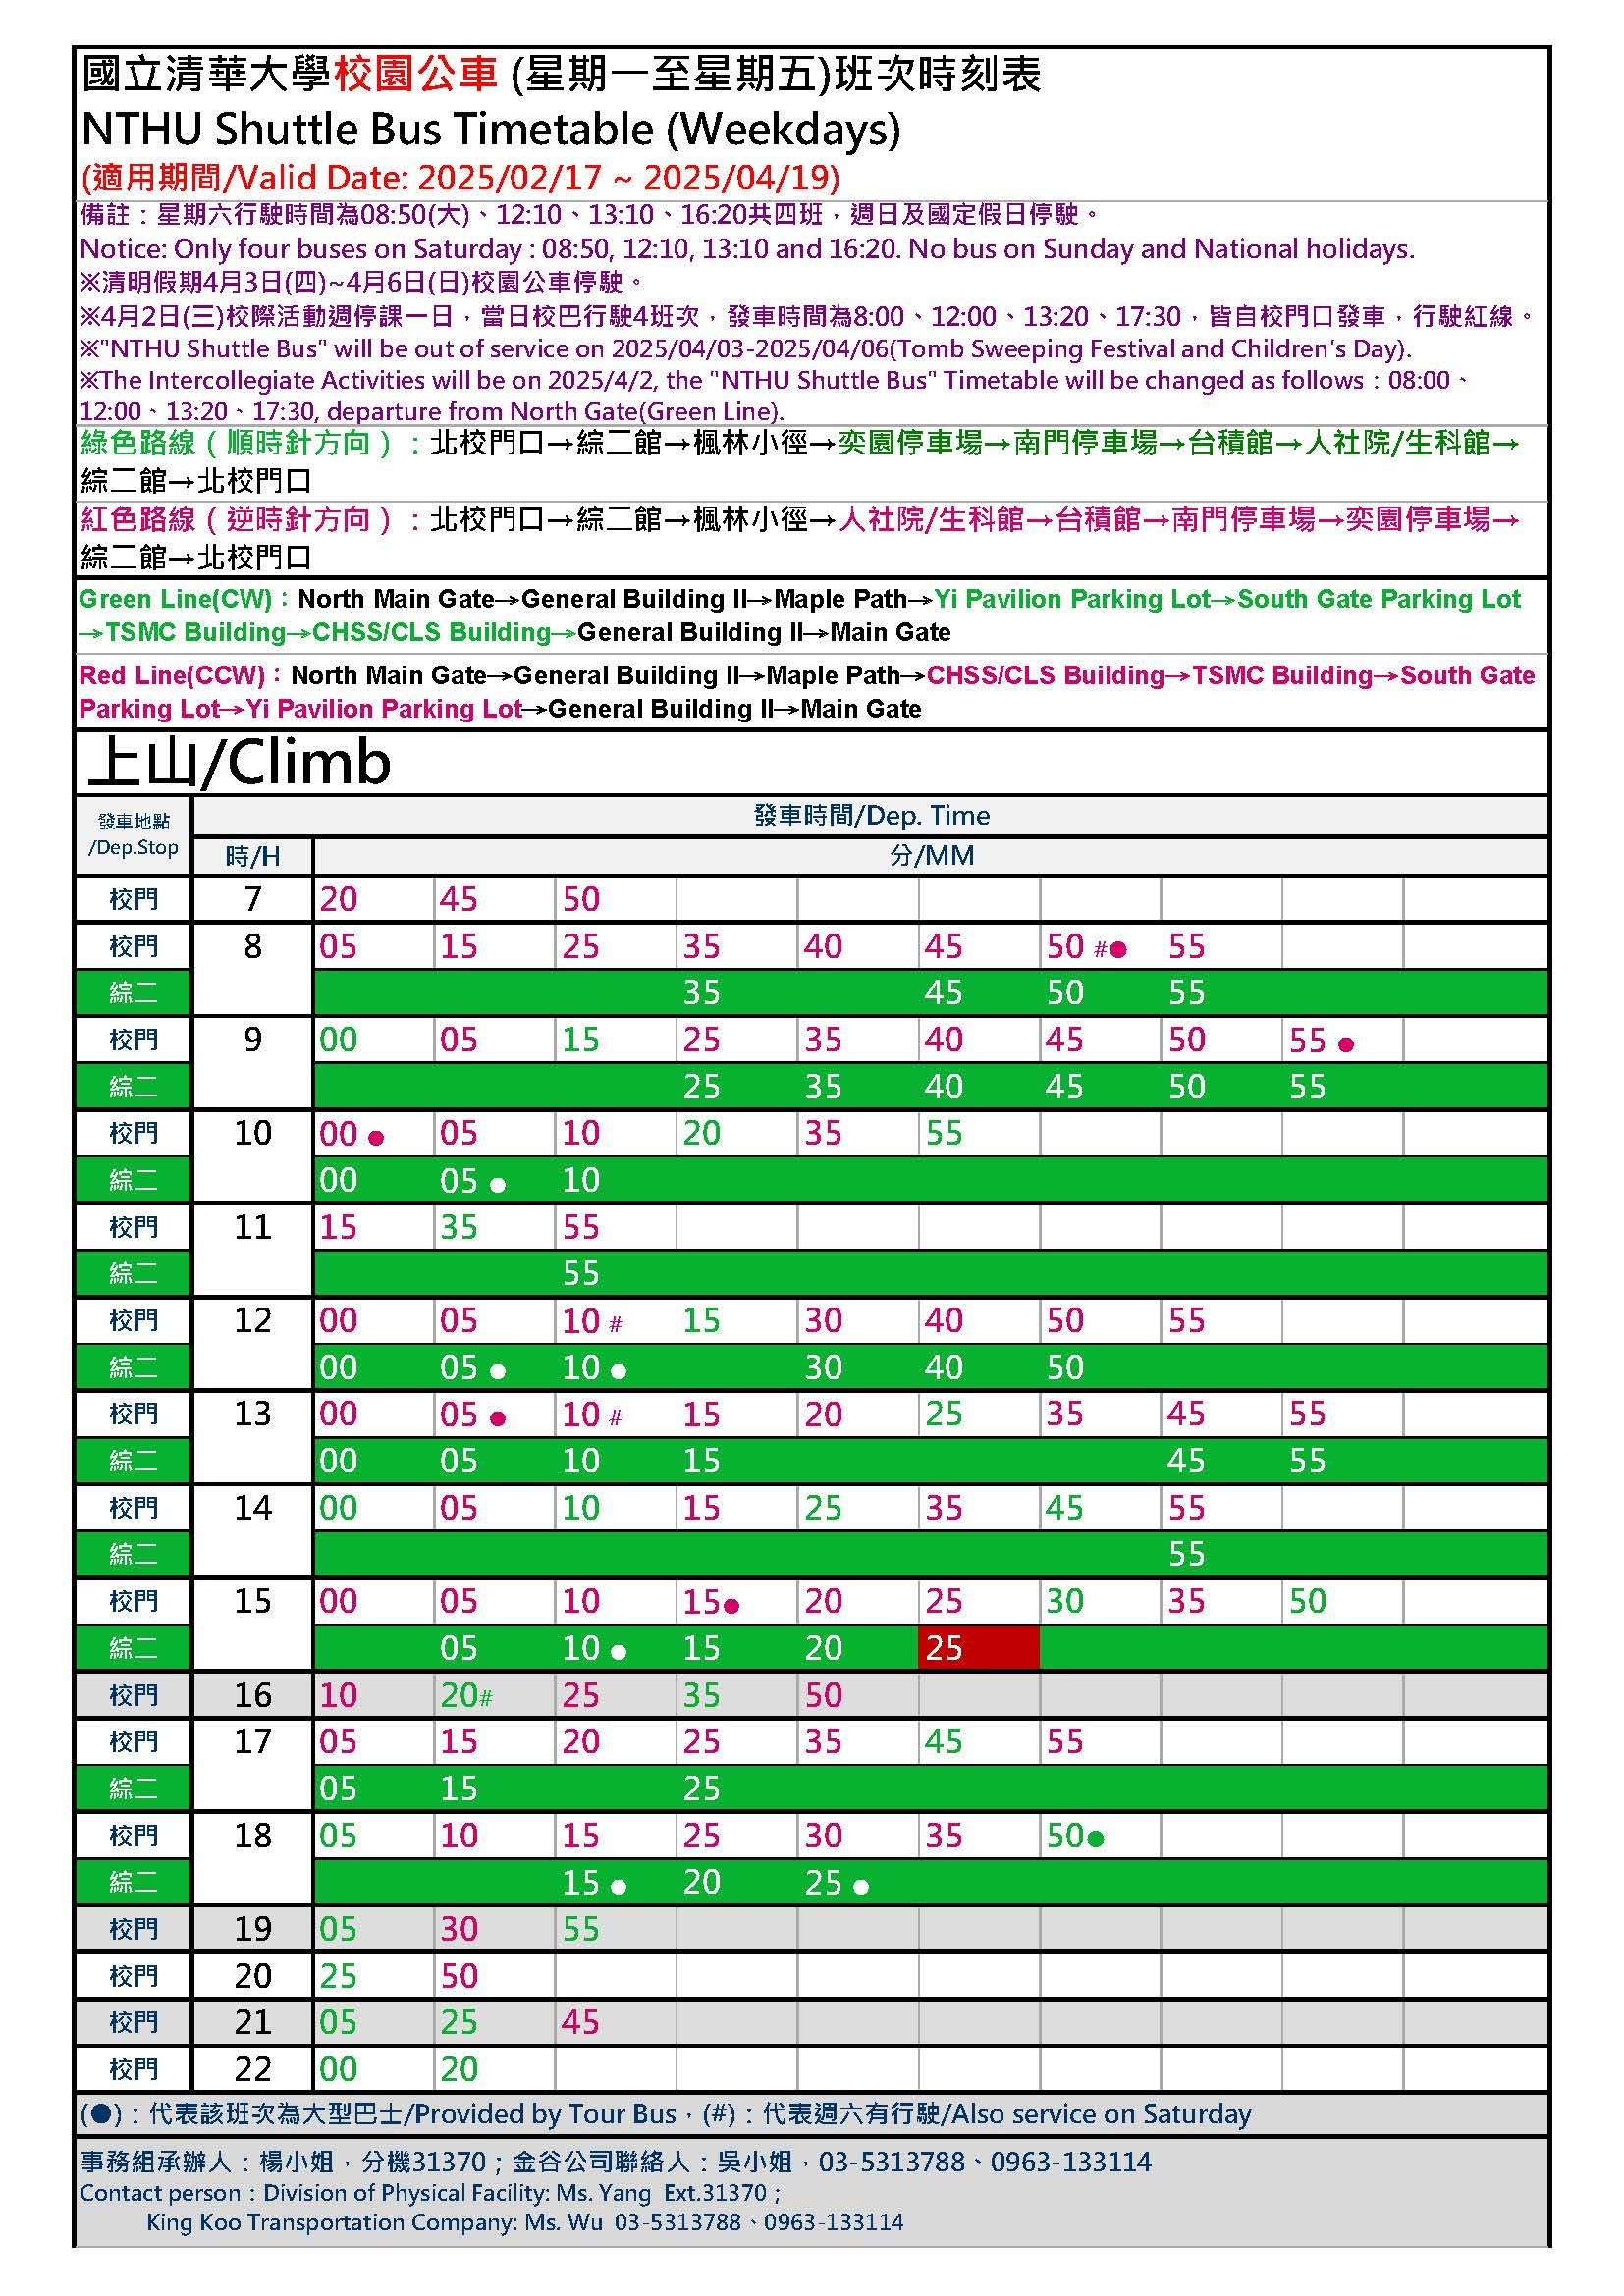 國立清華大學校園公車 (星期一至星期五)班次時刻表
NTHU Shuttle Bus Timetable (Weekdays)
(適用期間/Valid Date: 2025/02/17 ~ 2025/04/19)
備註：星期六行駛時間為08:50(大)、12:10、13:10、16:20共四班，週日及國定假日停駛。
Notice: Only four buses on Saturday : 08:50, 12:10, 13:10 and 16:20. No bus on Sunday and National holidays.
※清明假期4月3日(四)~4月6日(日)校園公車停駛。
※4月2日(三)校際活動週停課一日，當日校巴行駛4班次，發車時間為8:00、12:00、13:20、17:30，皆自校門口發車，行駛紅線。
※"NTHU Shuttle Bus" will be out of service on 2025/04/03-2025/04/06(Tomb Sweeping Festival and Children's Day).
※The Intercollegiate Activities will be on 2025/4/2, the "NTHU Shuttle Bus" Timetable will be changed as follows：08:00、
12:00、13:20、17:30, departure from North Gate(Green Line).
綠色路線（順時針方向）：北校門口→綜二館→楓林小徑→奕園停車場→南門停車場→台積館→人社院/生科館→
綜二館→北校門口
紅色路線（逆時針方向）：北校門口→綜二館→楓林小徑→人社院/生科館→台積館→南門停車場→奕園停車場→
綜二館→北校門口
Green Line(CW)：North Main Gate→General Building II→Maple Path→Yi Pavilion Parking Lot→South Gate Parking Lot
→TSMC Building→CHSS/CLS Building→General Building II→Main Gate
Red Line(CCW)：North Main Gate→General Building II→Maple Path→CHSS/CLS Building→TSMC Building→South Gate
Parking Lot→Yi Pavilion Parking Lot→General Building II→Main Gate
上山/Climb
發車地點 發車時間/Dep. Time
/Dep.Stop 時/H 分/MM
校門 7 20 45 50
校門 8 05 15 25 35 40 45 50 #● 55
綜二 35 45 50 55
校門 9 00 05 15 25 35 40 45 50 55 ●
綜二 25 35 40 45 50 55
校門 10 00 ● 05 10 20 35 55
綜二 00 05 ● 10
校門 11 15 35 55
綜二 55
校門 12 00 05 10 # 15 30 40 50 55
綜二 00 05 ● 10 ● 30 40 50
校門 13 00 05 ● 10 # 15 20 25 35 45 55
綜二 00 05 10 15 45 55
校門 14 00 05 10 15 25 35 45 55
綜二 55
校門 15 00 05 10 15● 20 25 30 35 50
綜二 05 10 ● 15 20 25
校門 16 10 20# 25 35 50
校門 17 05 15 20 25 35 45 55
綜二 05 15 25
校門 18 05 10 15 25 30 35 50●
綜二 15 ● 20 25 ●
校門 19 05 30 55
校門 20 25 50
校門 21 05 25 45
校門 22 00 20
(●)：代表該班次為大型巴士/Provided by Tour Bus，(#)：代表週六有行駛/Also service on Saturday
事務組承辦人：楊小姐，分機31370；金谷公司聯絡人：吳小姐，03-5313788、0963-133114
Contact person：Division of Physical Facility: Ms. Yang Ext.31370；
King Koo Transportation Company: Ms. Wu 03-5313788、0963-133114